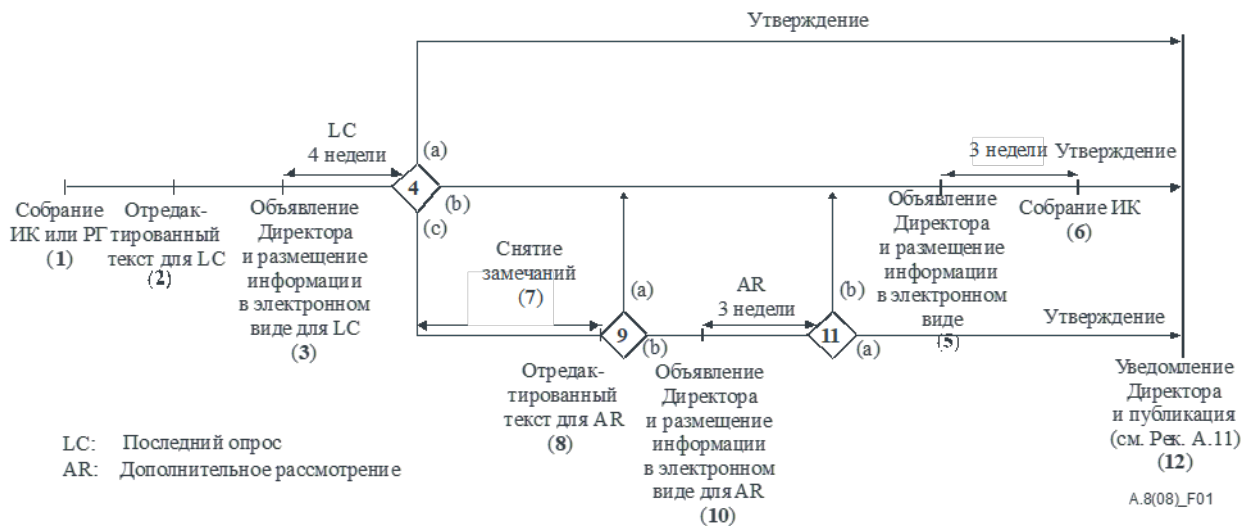 Утверждение
LC
4 недели
(a)
3 недели
Утверждение
4
(b)
(c)
Собрание
ИК или РГ
(1)
Отредак-
тированный
текст для LC
(2)
Объявление
Директора
и размещение
информации
в электронном
виде для LC
(3)
Объявление
Директора
и размещение
информации
в электронном
виде
(5)
Собрание ИК
(6)
Снятие
замечаний
(7)
(a)
AR
3 недели
(b)
9
(b)
11
(a)
Утверждение
Отредак-
тированный
текст для AR
(8)
Объявление
Директора
и размещение
информации
в электронном
виде для AR
(10)
Уведомление
Директора
и публикация
(см. Рек. А.11)
(12)
LC: Последний опрос
AR: Дополнительное рассмотрение
A.8(08)_F01